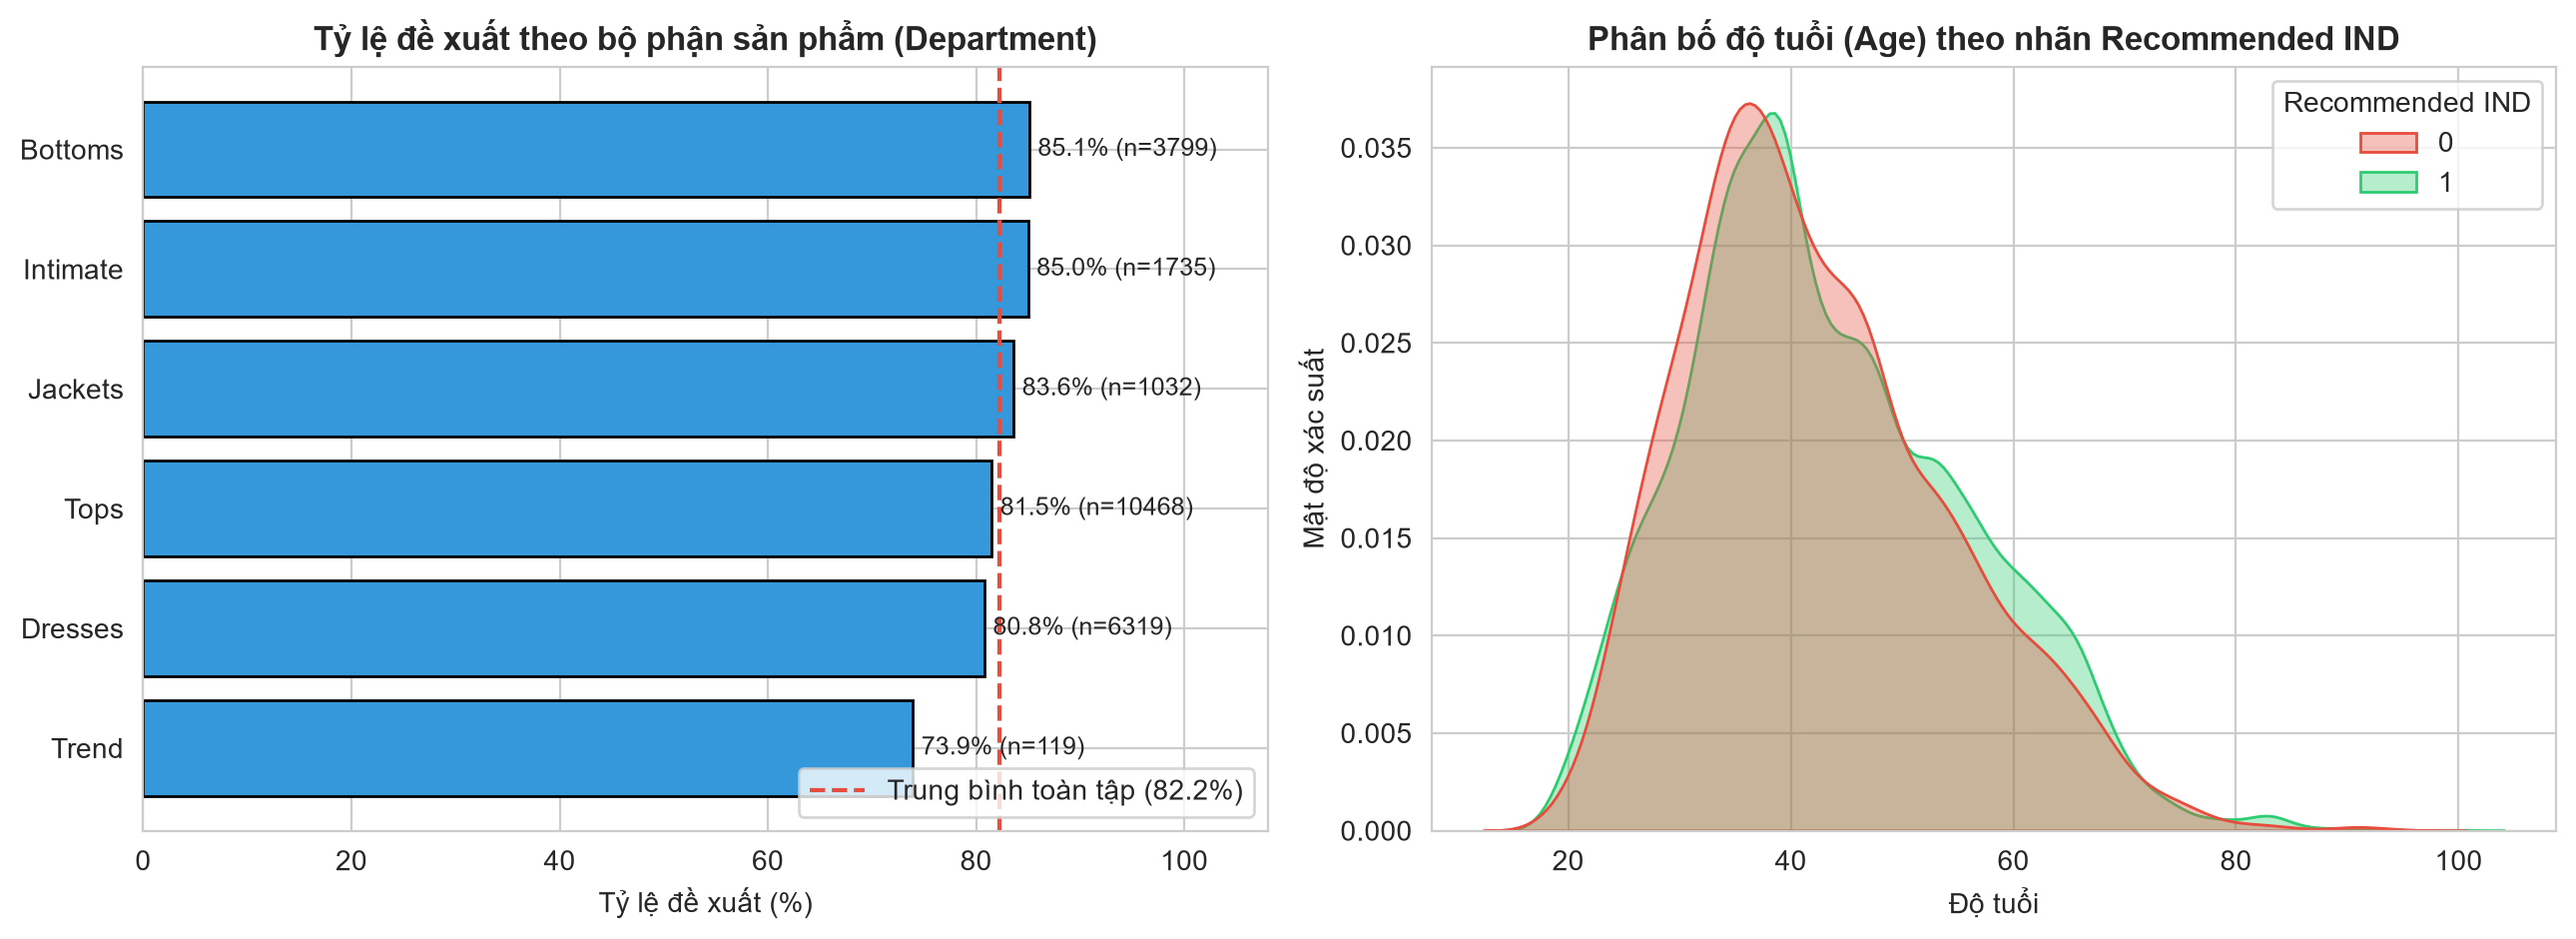 Tỷ lệ đề xuất theo bộ phận sản phẩm (Department)
Bottoms
85.1% (n=3799)
Intimate
85.0% (n=1735)
Jackets
83.6% (n=1032)
Tops
81.5% (n=10468)
Dresses
80.8% (n=6319)
Trend
73.9% (n=119)
Trung bình toàn tập (82.2%)
0 20 40 60 80 100
Tỷ lệ đề xuất (%)
Phân bố độ tuổi (Age) theo nhãn Recommended IND
Recommended IND
0
1
Mật độ xác suất
0.035
0.030
0.025
0.020
0.015
0.010
0.005
0.000
20 40 60 80 100
Độ tuổi